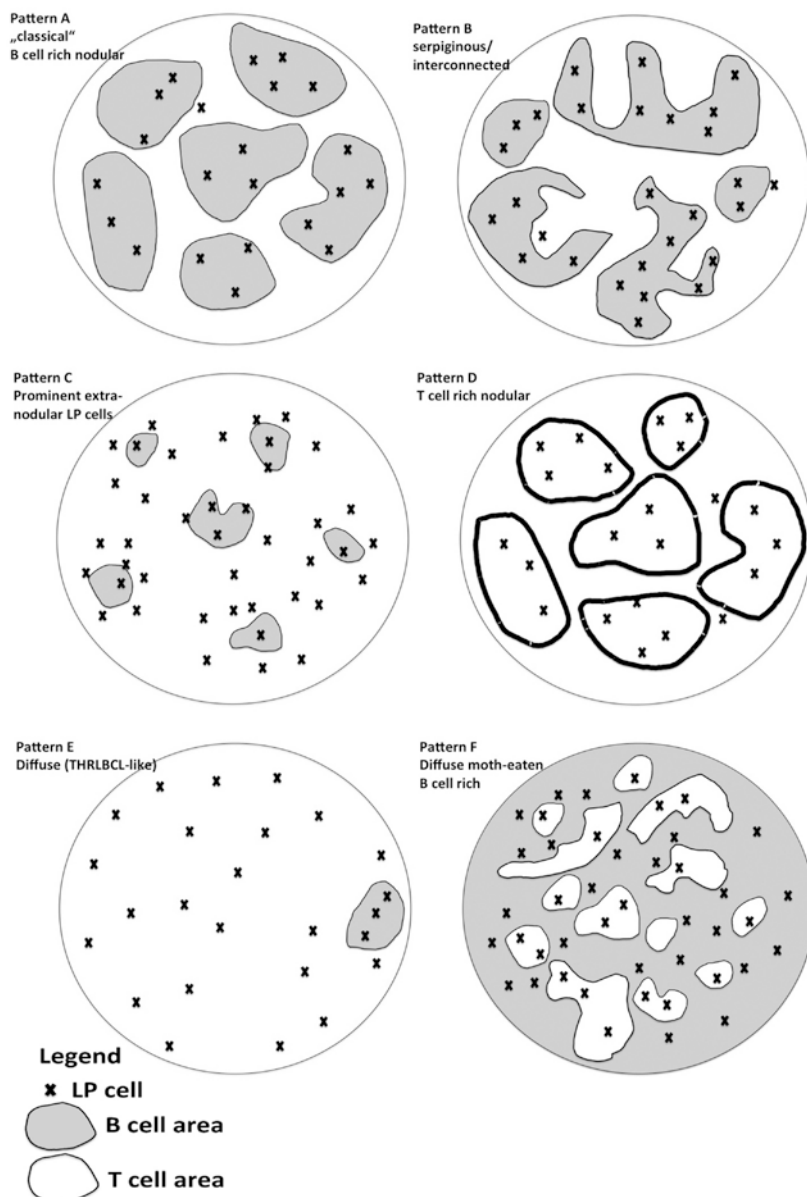 Pattern A
„classical“
B cell rich nodular
Pattern B
serpiginous/
interconnected
Pattern C
Prominent extra-
nodular LP cells
Pattern D
T cell rich nodular
Pattern E
Diffuse (THRLBCL-like)
Pattern F
Diffuse moth-eaten
B cell rich
Legend
LP cell
B cell area
T cell area